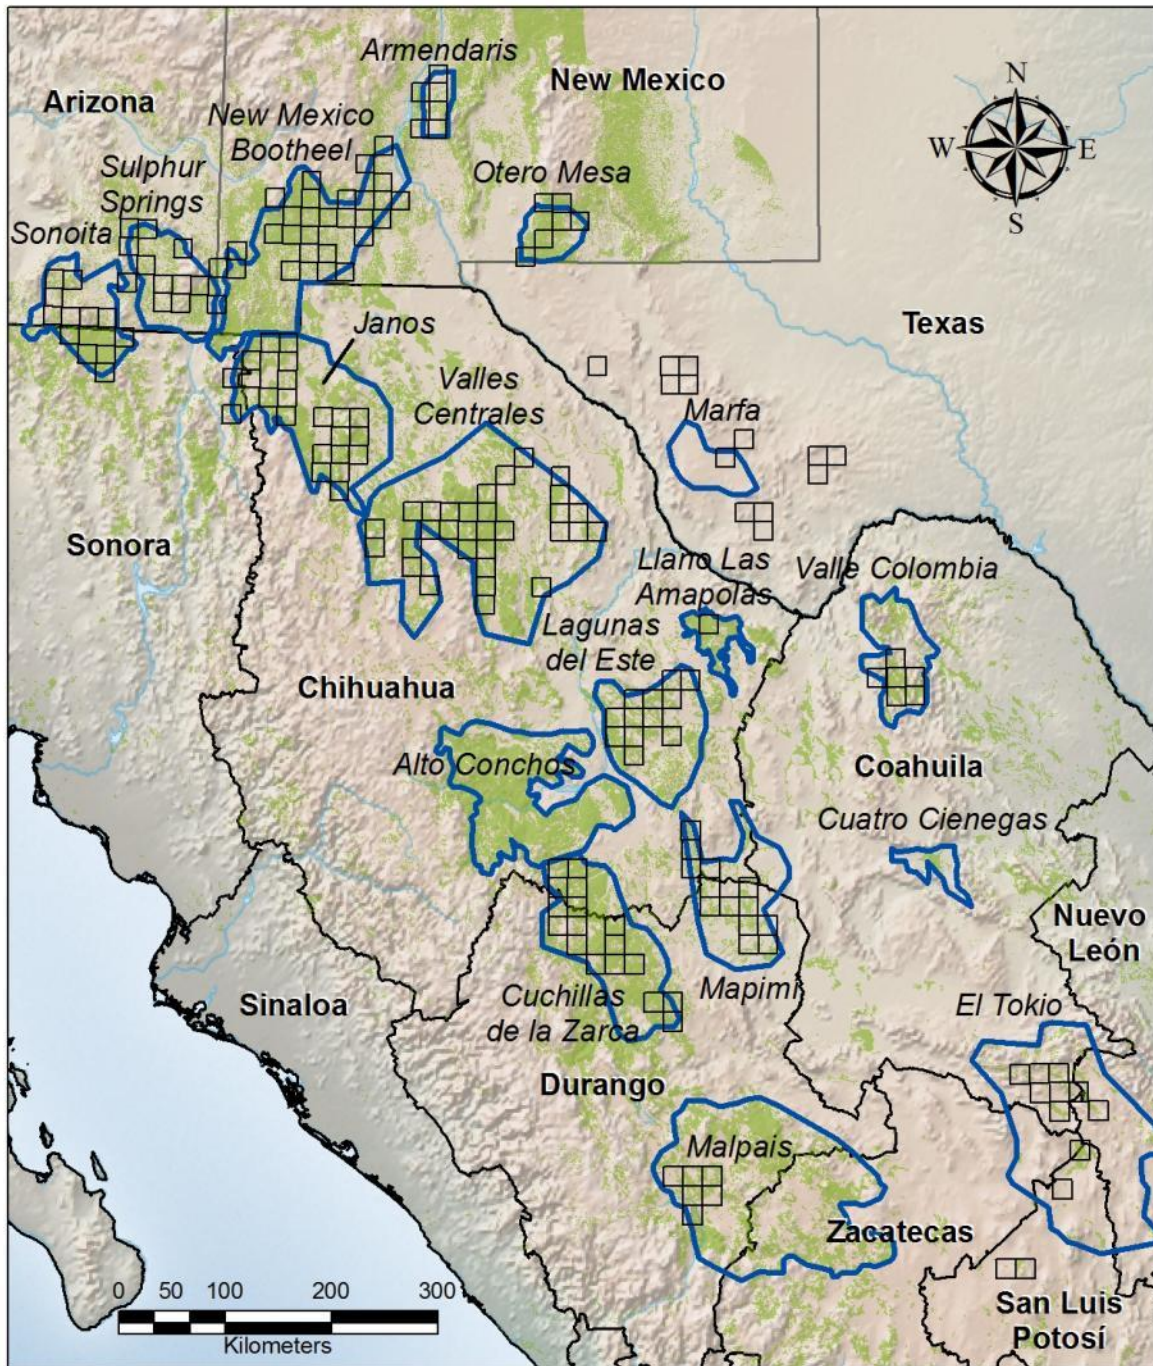 Armendaris
New Mexico
Arizona
New Mexico
Bootheel
N
W
E
S
Sulphur
Springs
Otero Mesa
Sonoita
Janos
Texas
Valles
Centrales
Marfa
Sonora
Llano Las
Amapolas
Valle Colombia
Lagunas
del Este
Chihuahua
Alto Conchos
Coahuila
Cuatro Cienegas
Nuevo
León
Sinaloa
Cuchillas
de la Zarca
Mapimi
El Tokio
Durango
Malpais
Zacatecas
San Luis
Potosí
0 50 100 200 300
Kilometers